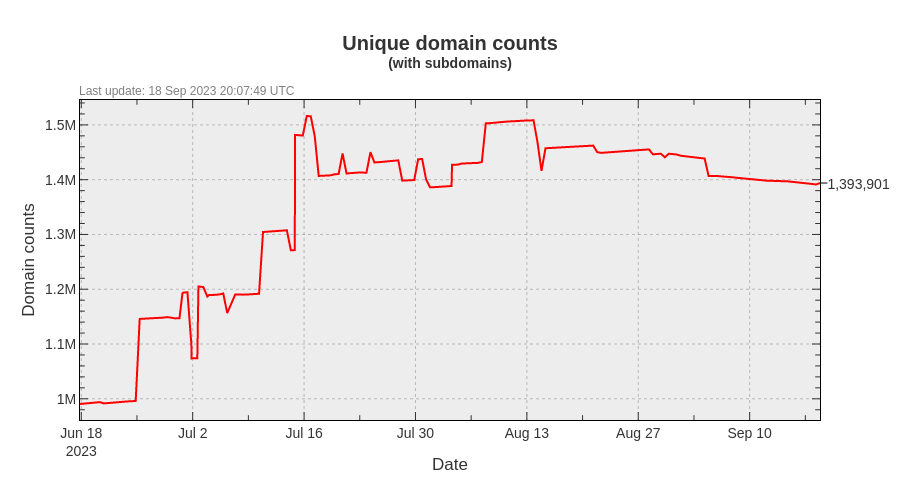 Unique domain counts
(with subdomains)
Last update: 18 Sep 2023 20:07:49 UTC
1.5M
1.4M
1.3M
1.2M
1.1M
1M
Domain counts
1,393,901
Jun 18 Jul 2 Jul 16 Jul 30 Aug 13 Aug 27 Sep 10
2023
Date